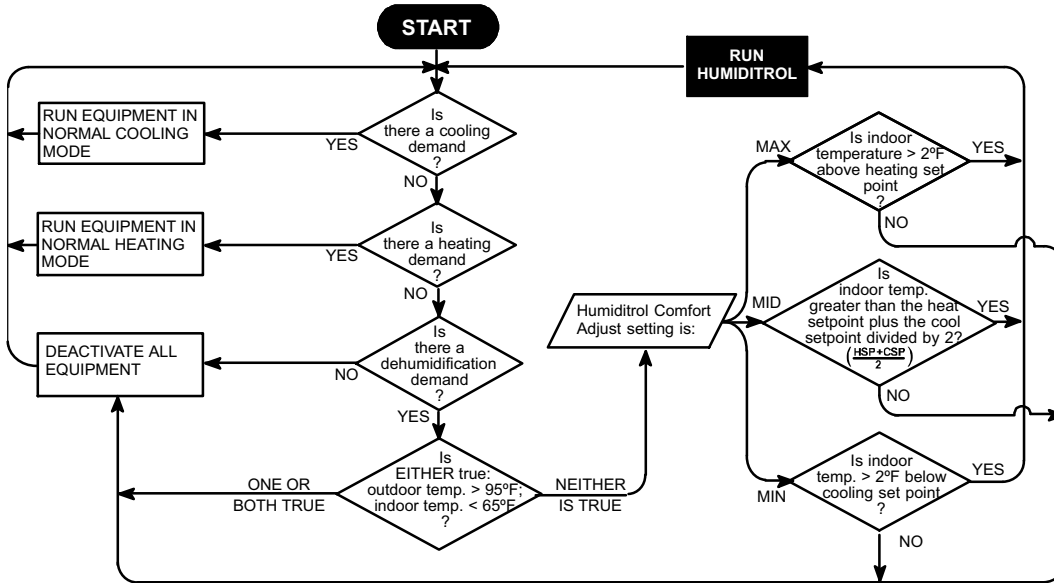 START
RUN
HUMIDITROL
RUN EQUIPMENT IN
NORMAL COOLING
MODE
YES
Is
there a cooling
demand
?
NO
RUN EQUIPMENT IN
NORMAL HEATING
MODE
YES
Is
there a heating
demand
?
NO
DEACTIVATE ALL
EQUIPMENT
NO
Is
there a
dehumidification
demand
?
YES
ONE OR
BOTH TRUE
Is
EITHER true:
outdoor temp. > 95ºF;
indoor temp. < 65ºF
?
NEITHER
IS TRUE
Humiditrol Comfort
Adjust setting is:
MAX
Is indoor
temperature > 2ºF
above heating set
point
?
YES
NO
MID
Is
indoor temp.
greater than the heat
setpoint plus the cool
setpoint divided by 2?
(HSP+CSP
2)
YES
NO
MIN
Is indoor
temp. > 2ºF below
cooling set point
?
YES
NO